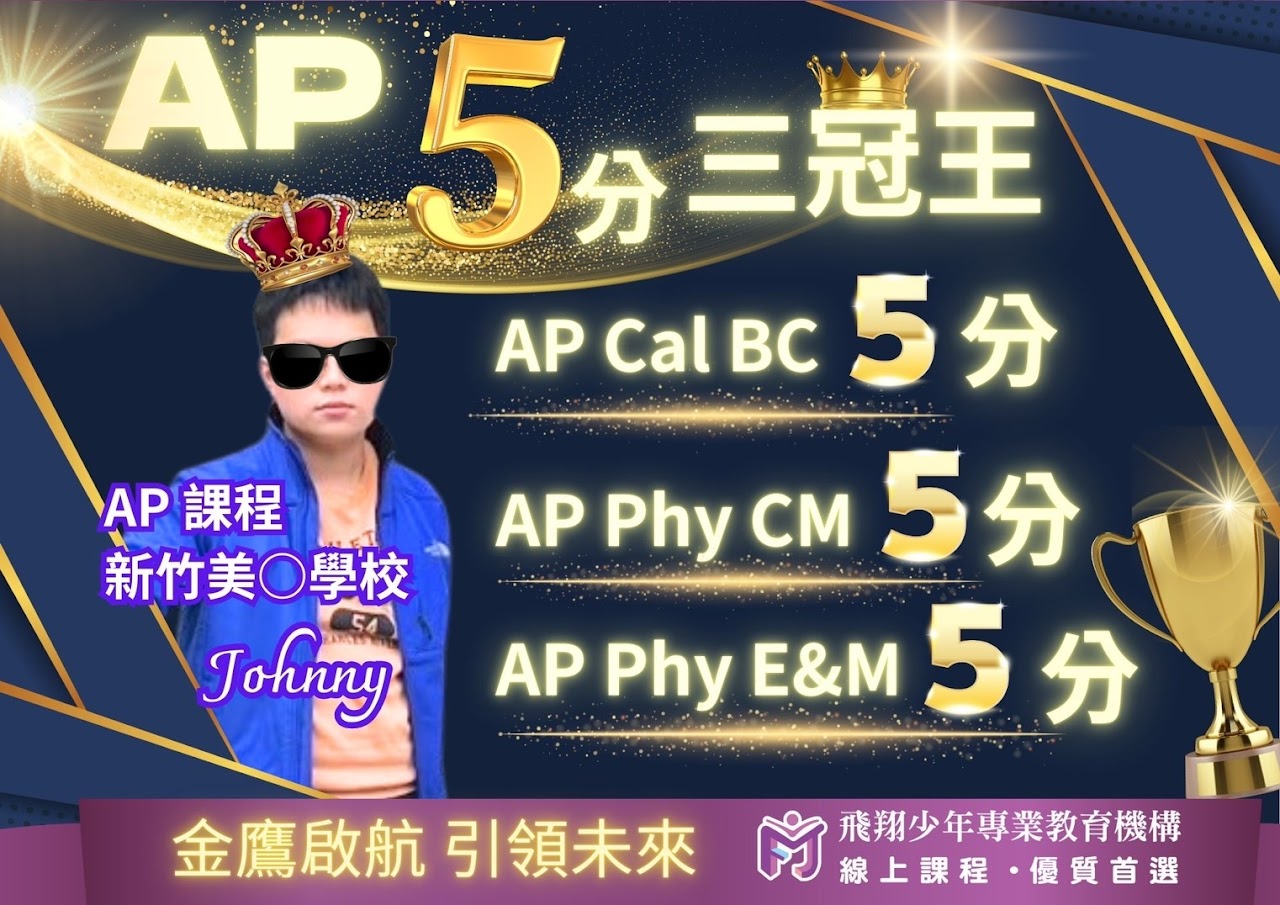 AP 5分 三冠王
AP Cal BC 5分
AP Phy CM 5分
AP Phy E&M 5分
AP 課程
新竹美○學校
Johnny
54
金鷹啟航 引領未來
飛翔少年專業教育機構
線上課程・優質首選